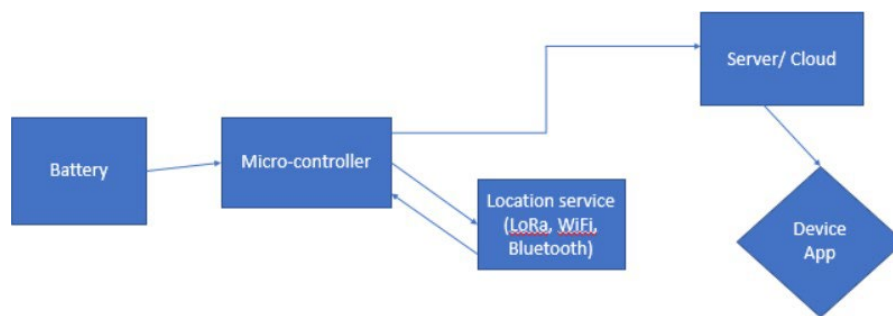 Battery
Micro-controller
Location service
(LoRa, WiFi,
Bluetooth)
Server/ Cloud
Device
App